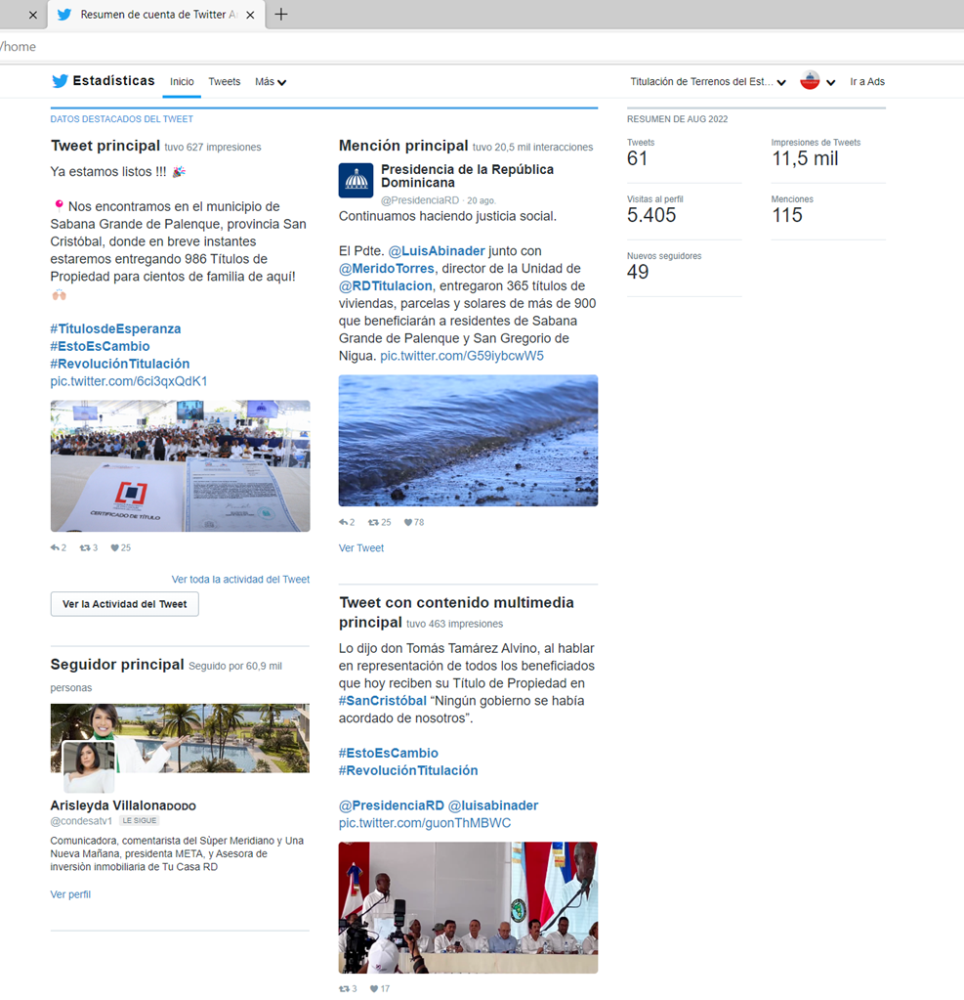 Resumen de cuenta de Twitter A
/home
Estadísticas
Inicio
Tweets
Más
Titulación de Terrenos del Est...
Ir a Ads
DATOS DESTACADOS DEL TWEET
Tweet principal tuvo 627 impresiones
Ya estamos listos !!! 🎉
📍 Nos encontramos en el municipio de
Sabana Grande de Palenque, provincia San
Cristóbal, donde en breve instantes
estaremos entregando 986 Títulos de
Propiedad para cientos de familia de aquí!
🙌🏻
#TitulosdeEsperanza
#EstoEsCambio
#RevoluciónTitulación
pic.twitter.com/6ci3qxQdK1
CERTIFICADO DE TÍTULO
2 3 25
Ver toda la actividad del Tweet
Ver la Actividad del Tweet
Seguidor principal Seguido por 60,9 mil
personas
Arisleyda Villalonaᴅᴏᴅᴏ
@condesatv1 LE SIGUE
Comunicadora, comentarista del Sùper Meridiano y Una
Nueva Mañana, presidenta META, y Asesora de
inversión inmobiliaria de Tu Casa RD
Ver perfil
Mención principal tuvo 20,5 mil interacciones
Presidencia de la República
Dominicana
@PresidenciaRD · 20 ago.
Continuamos haciendo justicia social.
El Pdte. @LuisAbinader junto con
@MeridoTorres, director de la Unidad de
@RDTitulacion, entregaron 365 títulos de
viviendas, parcelas y solares de más de 900
que beneficiarán a residentes de Sabana
Grande de Palenque y San Gregorio de
Nigua. pic.twitter.com/G59iybcwW5
2 25 78
Ver Tweet
Tweet con contenido multimedia
principal tuvo 463 impresiones
Lo dijo don Tomás Tamárez Alvino, al hablar
en representación de todos los beneficiados
que hoy reciben su Título de Propiedad en
#SanCristóbal “Ningún gobierno se había
acordado de nosotros”.
#EstoEsCambio
#RevoluciónTitulación
@PresidenciaRD @luisabinader
pic.twitter.com/guonThMBWC
3 17
RESUMEN DE AUG 2022
Tweets
61
Impresiones de Tweets
11,5 mil
Visitas al perfil
5.405
Menciones
115
Nuevos seguidores
49